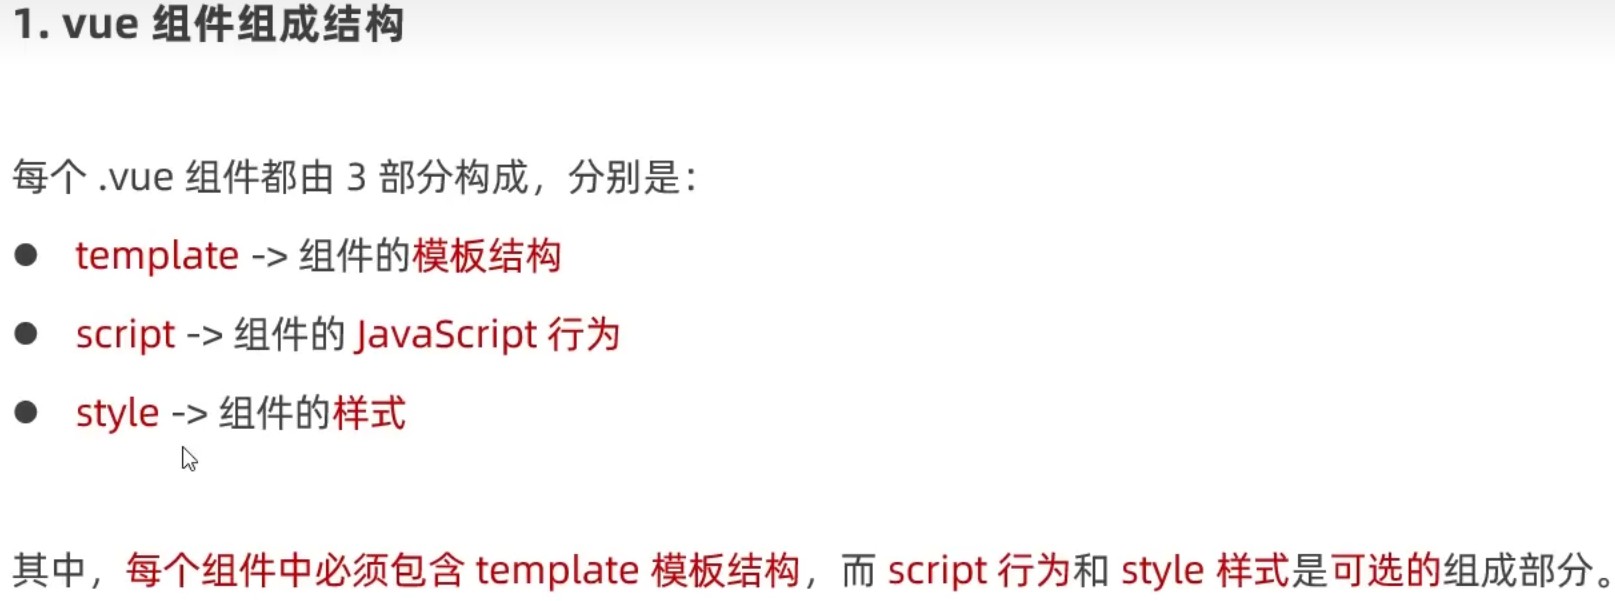 1. vue 组件组成结构
每个 .vue 组件都由 3 部分构成，分别是：
● template -> 组件的模板结构
● script -> 组件的 JavaScript 行为
● style -> 组件的样式
其中，每个组件中必须包含 template 模板结构，而 script 行为和 style 样式是可选的组成部分。